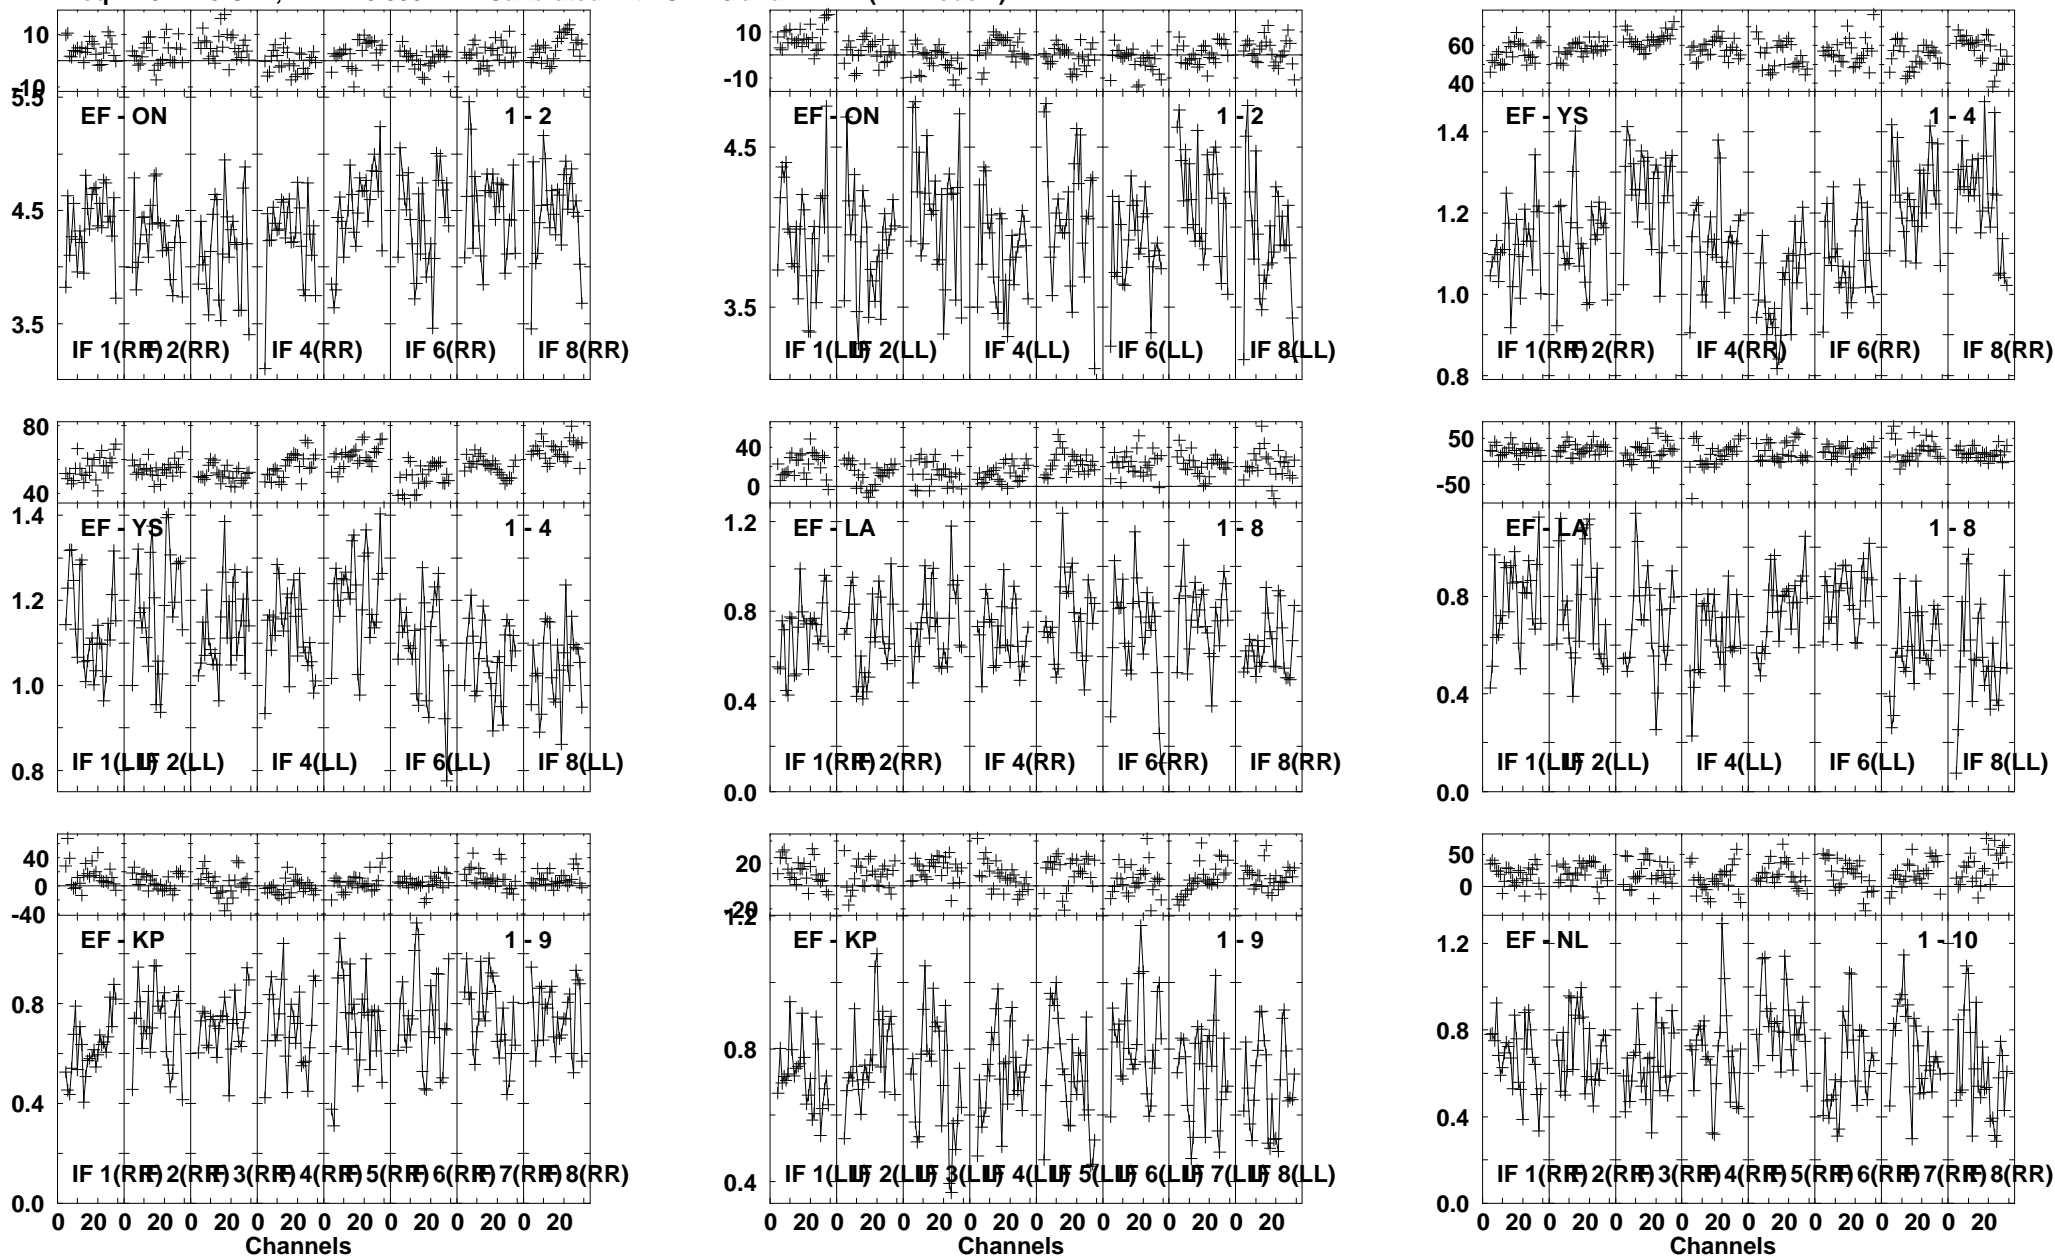 10 10 60
-10 -10 40
5.5
EF - ON 1 - 2 EF - ON 1 - 2 EF - YS 1 - 4
4.5 4.5 1.4
1.2
1.0
3.5 3.5
IF 1(RR) IF 2(RR) IF 4(RR) IF 6(RR) IF 8(RR) IF 1(LL) IF 2(LL) IF 4(LL) IF 6(LL) IF 8(LL) IF 1(RR) IF 2(RR) IF 4(RR) IF 6(RR) IF 8(RR)
0.8
80 40 50
40 0 -50
1.4 1.2
EF - YS 1 - 4 EF - LA 1 - 8 EF - LA 1 - 8
1.2 0.8 0.8
1.0 0.4 0.4
IF 1(LL) IF 2(LL) IF 4(LL) IF 6(LL) IF 8(LL) IF 1(RR) IF 2(RR) IF 4(RR) IF 6(RR) IF 8(RR) IF 1(LL) IF 2(LL) IF 4(LL) IF 6(LL) IF 8(LL)
0.8 0.0 0.0
40 20 50
0 0
-40 -20
1.2
EF - KP 1 - 9 EF - KP 1 - 9 EF - NL 1 - 10
1.2
0.8 0.8 0.8
0.4 0.4 0.4
IF 1(RR) IF 2(RR) IF 3(RR) IF 4(RR) IF 5(RR) IF 6(RR) IF 7(RR) IF 8(RR) IF 1(LL) IF 2(LL) IF 3(LL) IF 4(LL) IF 5(LL) IF 6(LL) IF 7(LL) IF 8(LL) IF 1(RR) IF 2(RR) IF 3(RR) IF 4(RR) IF 5(RR) IF 6(RR) IF 7(RR) IF 8(RR)
0.0 0.0
0 20 0 20 0 20 0 20 0 20 0 20 0 20 0 20 0 20 0 20 0 20 0 20 0 20 0 20 0 20 0 20 0 20 0 20 0 20 0 20 0 20 0 20 0 20 0 20
Channels Channels Channels